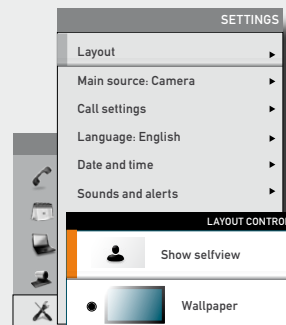 SETTINGS
Layout
Main source: Camera
Call settings
Language: English
Date and time
Sounds and alerts
LAYOUT CONTROL
Show selfview
Wallpaper